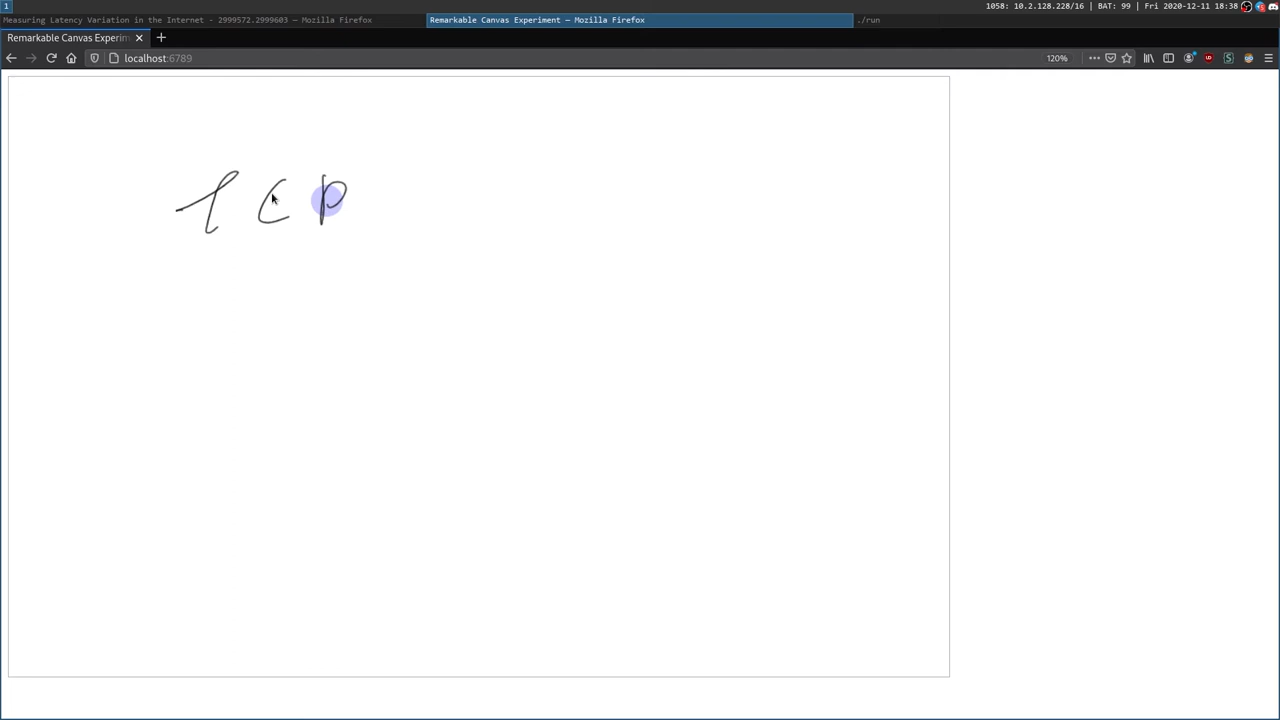 1
1058: 10.2.128.228/16 | BAT: 99 | Fri 2020-12-11 18:38
Measuring Latency Variation in the Internet - 2999572.2999603 — Mozilla Firefox
Remarkable Canvas Experiment — Mozilla Firefox
./run
Remarkable Canvas Experim
localhost:6789
120%